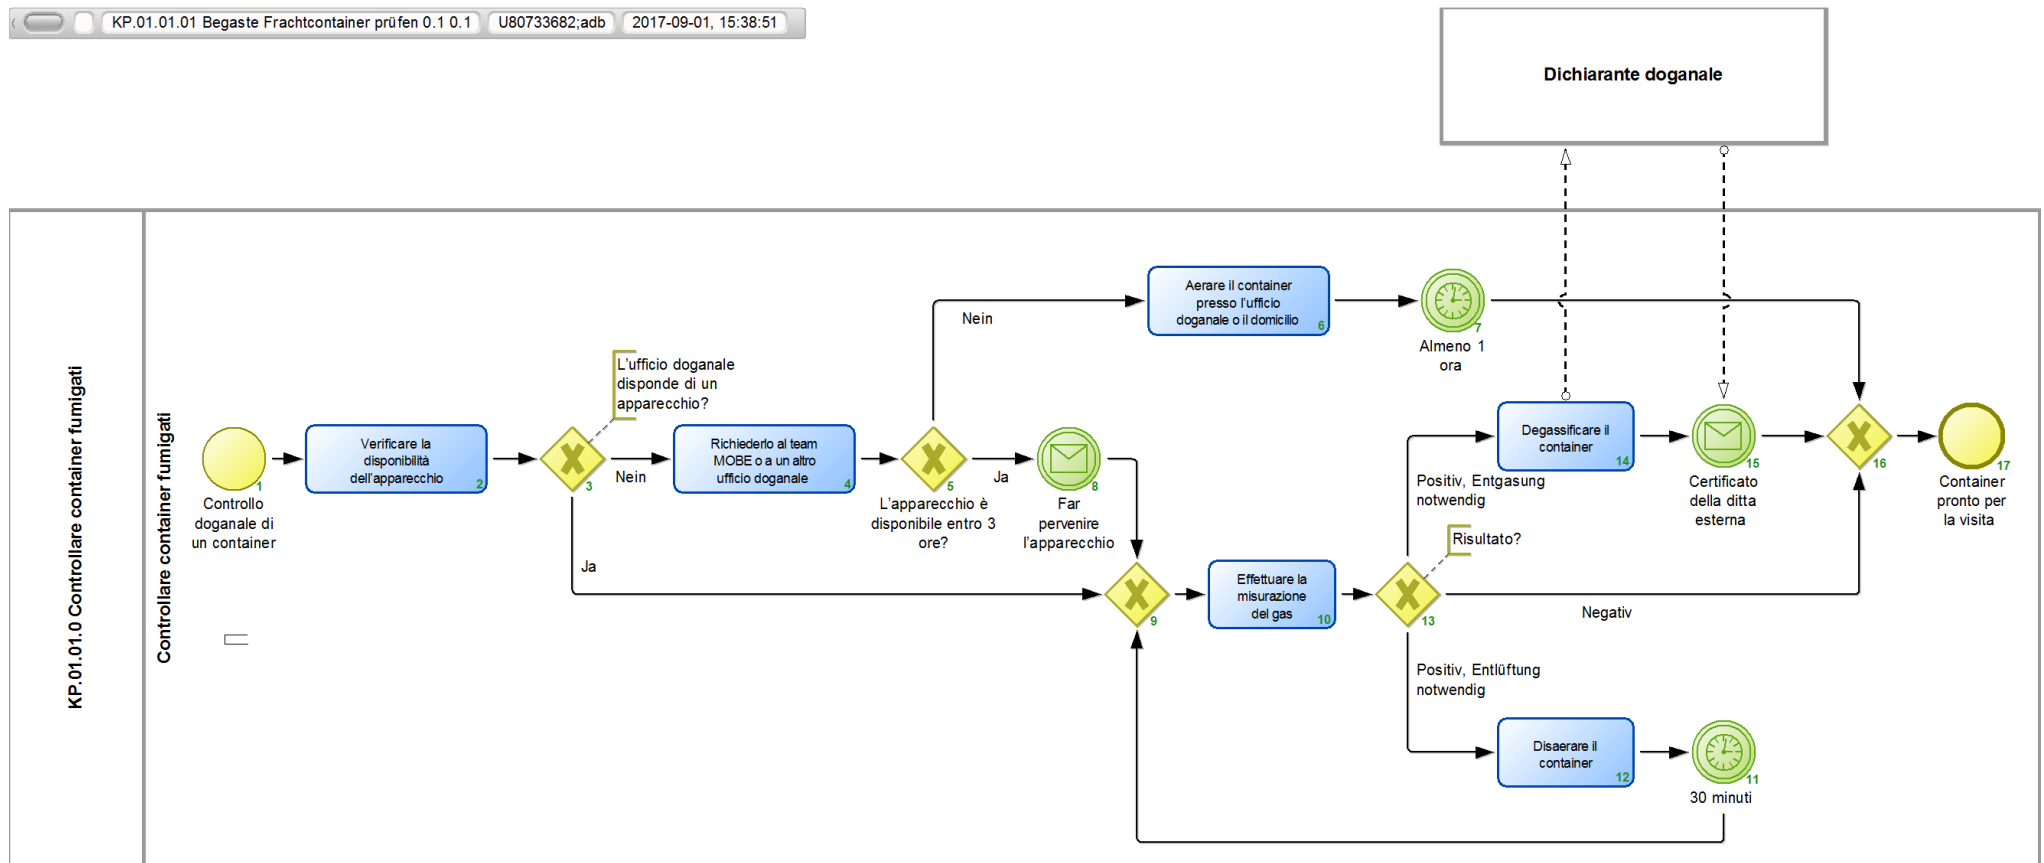 KP.01.01.01 Begaste Frachtcontainer prüfen 0.1 0.1
U80733682;adb
2017-09-01, 15:38:51
Dichiarante doganale
KP.01.01.0 Controllare container fumigati
Controllare container fumigati
Controllo
doganale di
un container
1
Verificare la
disponibilità
dell'apparecchio
2
L'ufficio doganale
disponde di un
apparecchio?
3
Nein
Ja
Richiederlo al team
MOBE o a un altro
ufficio doganale
4
5
L'apparecchio è
disponibile entro 3
ore?
Nein
Ja
Aerare il container
presso l'ufficio
doganale o il domicilio
6
7
Almeno 1
ora
8
Far
pervenire
l'apparecchio
9
Effettuare la
misurazione
del gas
10
Risultato?
13
Positiv, Entgasung
notwendig
Negativ
Positiv, Entlüftung
notwendig
Degassificare il
container
14
15
Certificato
della ditta
esterna
Disaerare il
container
12
11
30 minuti
16
17
Container
pronto per
la visita